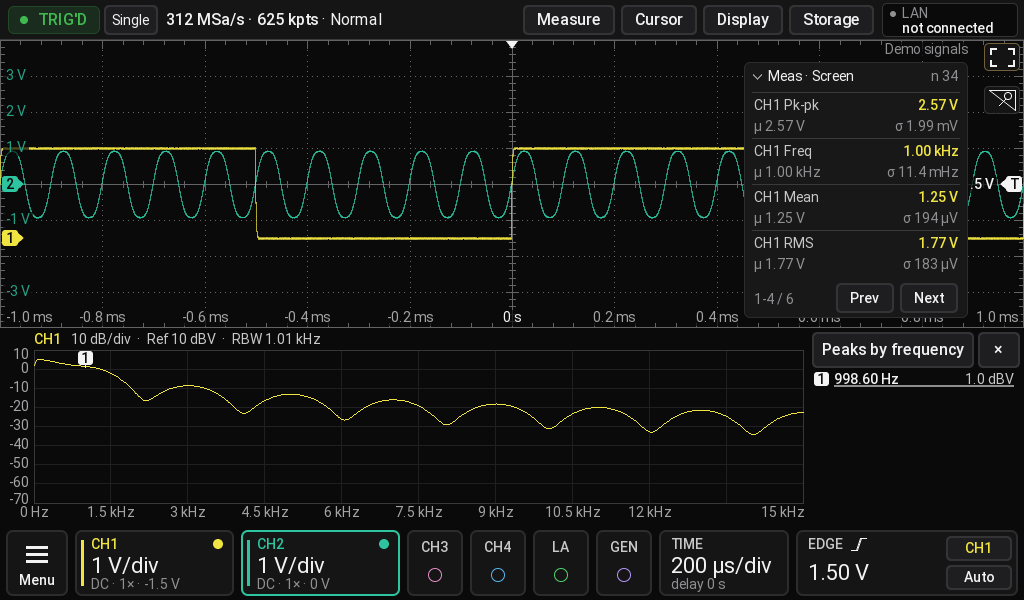 TRIG'D Single 312 MSa/s · 625 kpts · Normal Measure Cursor Display Storage LAN
not connected
Demo signals
3 V
2 V
1 V
2
-1 V
1
-3 V
.5 V T
Meas · Screen n 34
CH1 Pk-pk 2.57 V
μ 2.57 V σ 1.99 mV
CH1 Freq 1.00 kHz
μ 1.00 kHz σ 11.4 mHz
CH1 Mean 1.25 V
μ 1.25 V σ 194 μV
CH1 RMS 1.77 V
μ 1.77 V σ 183 μV
1-4 / 6 Prev Next
-1.0 ms -0.8 ms -0.6 ms -0.4 ms -0.2 ms 0 s 0.2 ms 0.4 ms 0.6 ms 0.8 ms 1.0 ms
CH1 10 dB/div · Ref 10 dBV · RBW 1.01 kHz
1
10
0
-10
-20
-30
-40
-50
-60
-70
0 Hz 1.5 kHz 3 kHz 4.5 kHz 6 kHz 7.5 kHz 9 kHz 10.5 kHz 12 kHz 15 kHz
Peaks by frequency ×
1 998.60 Hz 1.0 dBV
Menu
CH1
1 V/div
DC · 1× · -1.5 V
CH2
1 V/div
DC · 1× · 0 V
CH3
CH4
LA
GEN
TIME
200 μs/div
delay 0 s
EDGE
1.50 V
CH1
Auto